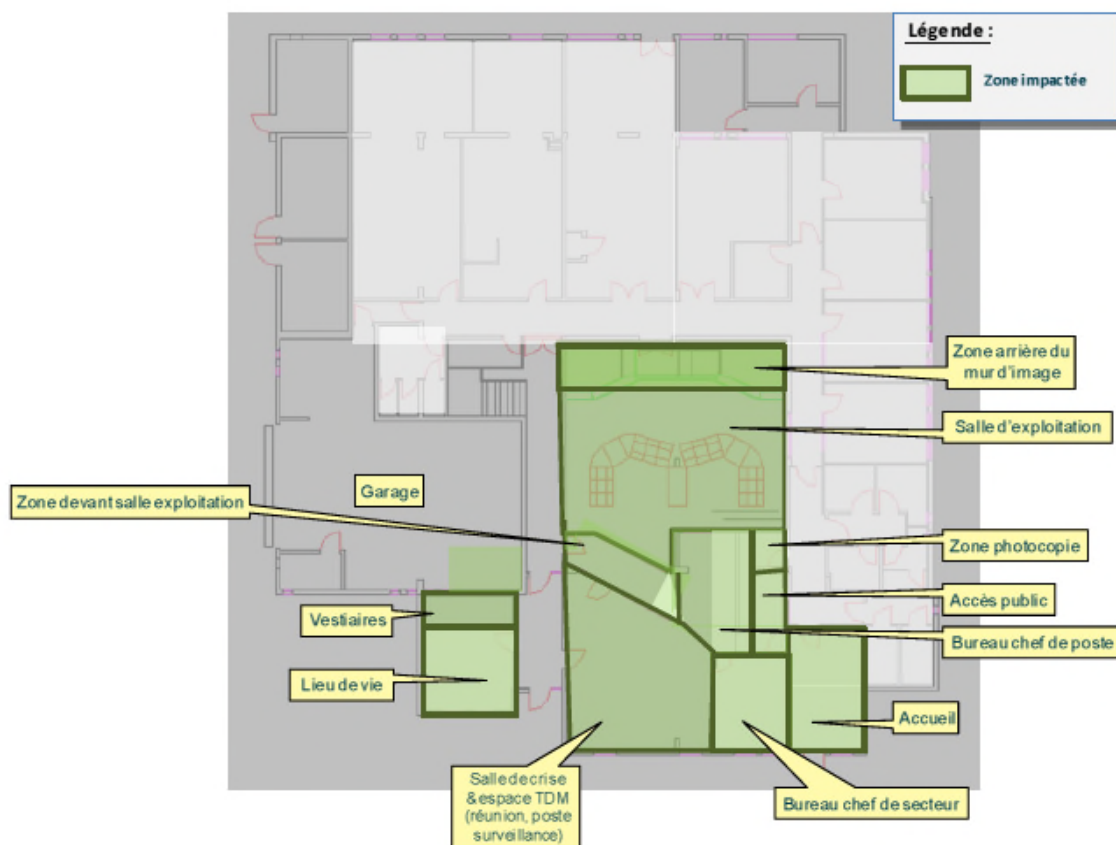 Légende :
Zone impactée
Zone arrière du
mur d'image
Salle d'exploitation
Garage
Zone devant salle exploitation
Zone photocopie
Accès public
Vestiaires
Bureau chef de poste
Lieu de vie
Accueil
Salle de crise
& espace TDM
(réunion, poste
surveillance)
Bureau chef de secteur